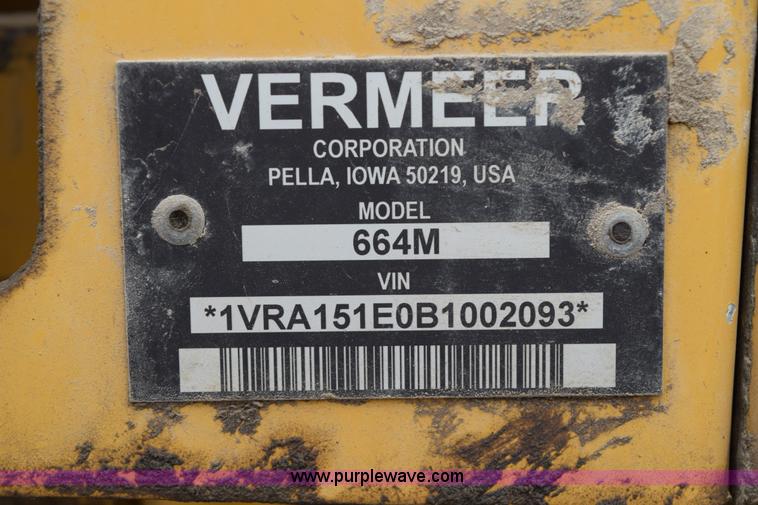 VERMEER
CORPORATION
PELLA, IOWA 50219, USA
MODEL
664M
VIN
*1VRA151E0B1002093*
www.purplewave.com